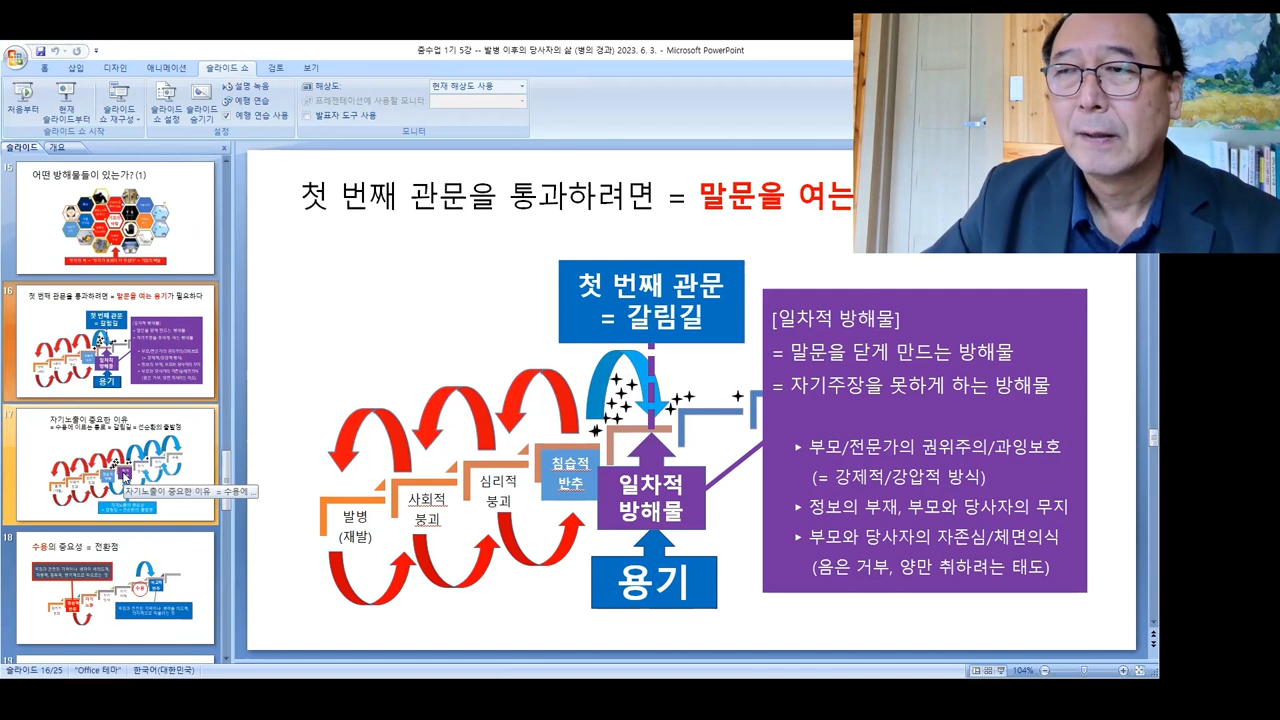 중수업 1기 5강 -- 발병 이후의 당사자의 삶 (병의 경과) 2023. 6. 3. - Microsoft PowerPoint
홈 삽입 디자인 애니메이션 슬라이드 쇼 검토 보기
처음부터
현재
슬라이드부터
슬라이드
쇼 재구성
슬라이드 쇼 시작
슬라이드
쇼 설정
슬라이드
숨기기
설명 녹음
예행 연습
예행 연습 사용
설정
해상도: 현재 해상도 사용
프레젠테이션에 사용할 모니터:
발표자 도구 사용
모니터
슬라이드 개요 x
15
어떤 방해물들이 있는가? (1)
16
첫 번째 관문을 통과하려면 = 말문을 여는 용기가 필요하다
첫 번째 관문
= 갈림길
일차적
방해물
용기
17
자기노출이 중요한 이유
= 수용에 이르는 통로 = 갈림길 = 선순환의 출발점
자기노출이 중요한 이유 = 수용에 ...
18
수용의 중요성 = 전환점
수용
19
첫 번째 관문을 통과하려면 = 말문을 여는
첫 번째 관문
= 갈림길
[일차적 방해물]
= 말문을 닫게 만드는 방해물
= 자기주장을 못하게 하는 방해물
▸ 부모/전문가의 권위주의/과잉보호
(= 강제적/강압적 방식)
▸ 정보의 부재, 부모와 당사자의 무지
▸ 부모와 당사자의 자존심/체면의식
(음은 거부, 양만 취하려는 태도)
발병
(재발)
사회적
붕괴
심리적
붕괴
침습적
반추
일차적
방해물
용기
슬라이드 16/25 "Office 테마" 한국어(대한민국) 104%